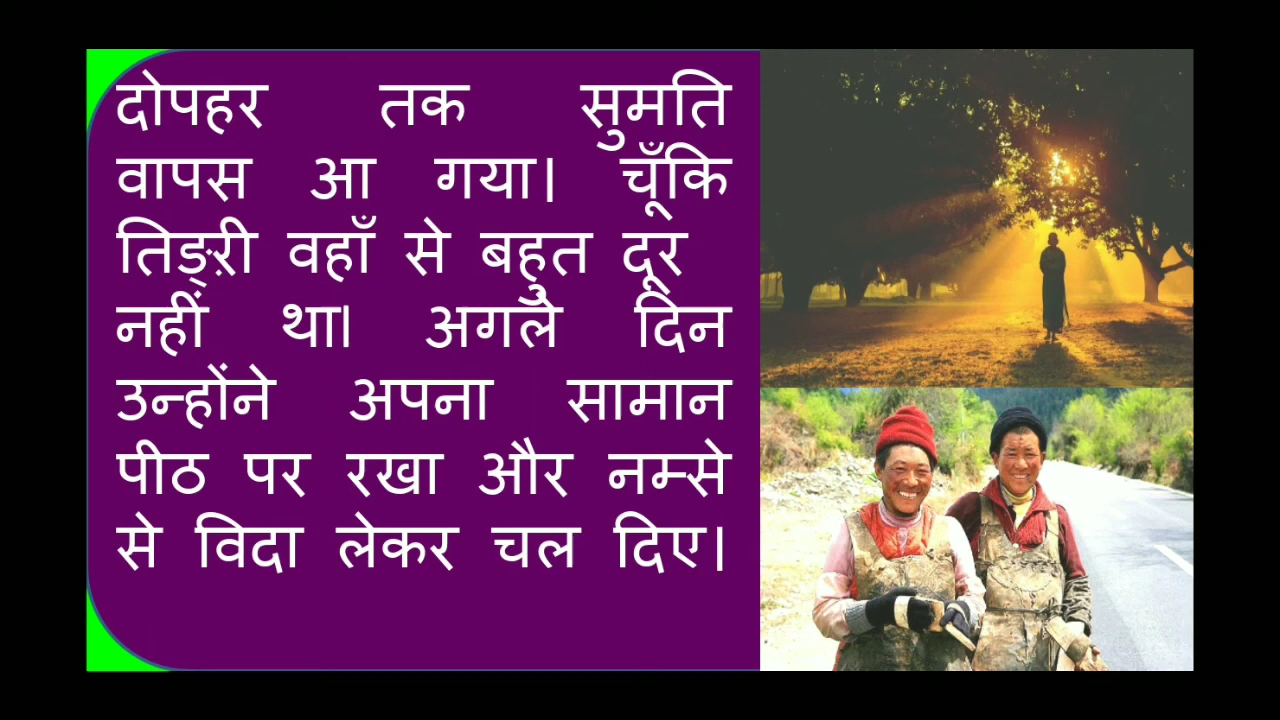 दोपहर तक सुमति
वापस आ गया। चूँकि
तिङ्ऱी वहाँ से बहुत दूर
नहीं था। अगले दिन
उन्होंने अपना सामान
पीठ पर रखा और नम्से
से विदा लेकर चल दिए।